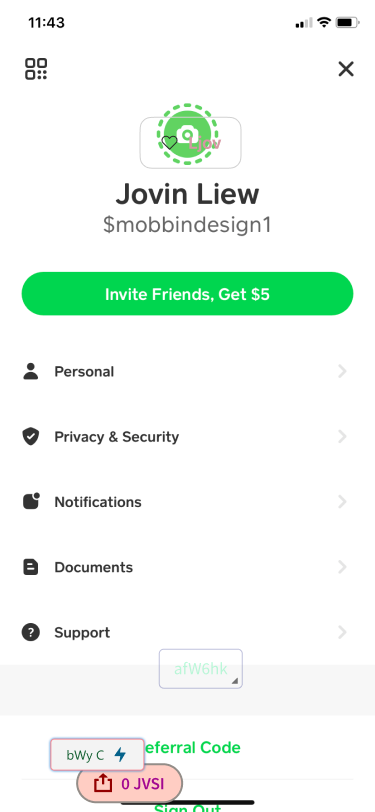 11:43
Ljov
Jovin Liew
$mobbindesign1
Invite Friends, Get $5
Personal
Privacy & Security
Notifications
Documents
Support
afW6hk
eferral Code
bWy C
0 JVSI
Sign Out